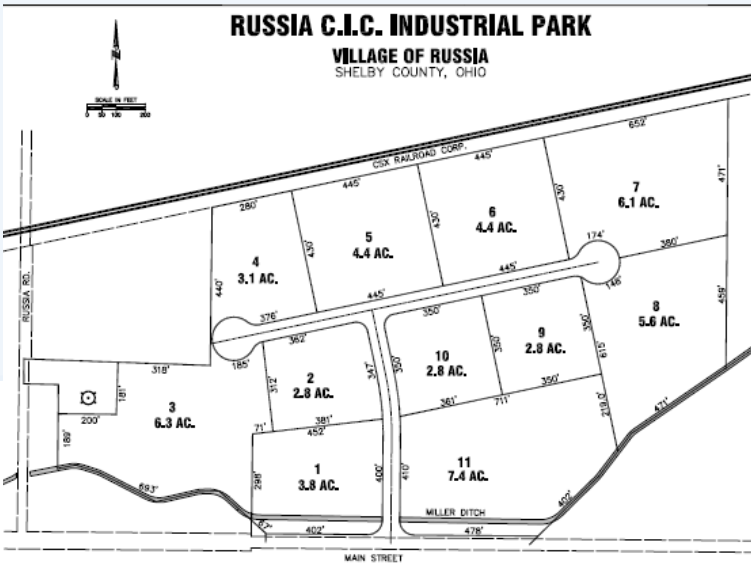 RUSSIA C.I.C. INDUSTRIAL PARK
VILLAGE OF RUSSIA
SHELBY COUNTY, OHIO
N
SCALE IN FEET
0 50 100 200
CSX RAILROAD CORP.
652'
445'
445'
280'
7
6.1 AC.
471'
6
4.4 AC.
430'
5
4.4 AC.
430'
4
3.1 AC.
430'
440'
RUSSIA RD.
174'
380'
148'
445'
445'
376'
185'
382'
350'
350'
8
5.6 AC.
459'
9
2.8 AC.
350'
615'
10
2.8 AC.
350'
350'
347'
2
2.8 AC.
312'
318'
181'
200'
189'
3
6.3 AC.
350'
711'
361'
219.0'
471'
381'
452'
71'
1
3.8 AC.
298'
400'
410'
11
7.4 AC.
402'
693'
67'
402'
MILLER DITCH
478'
MAIN STREET